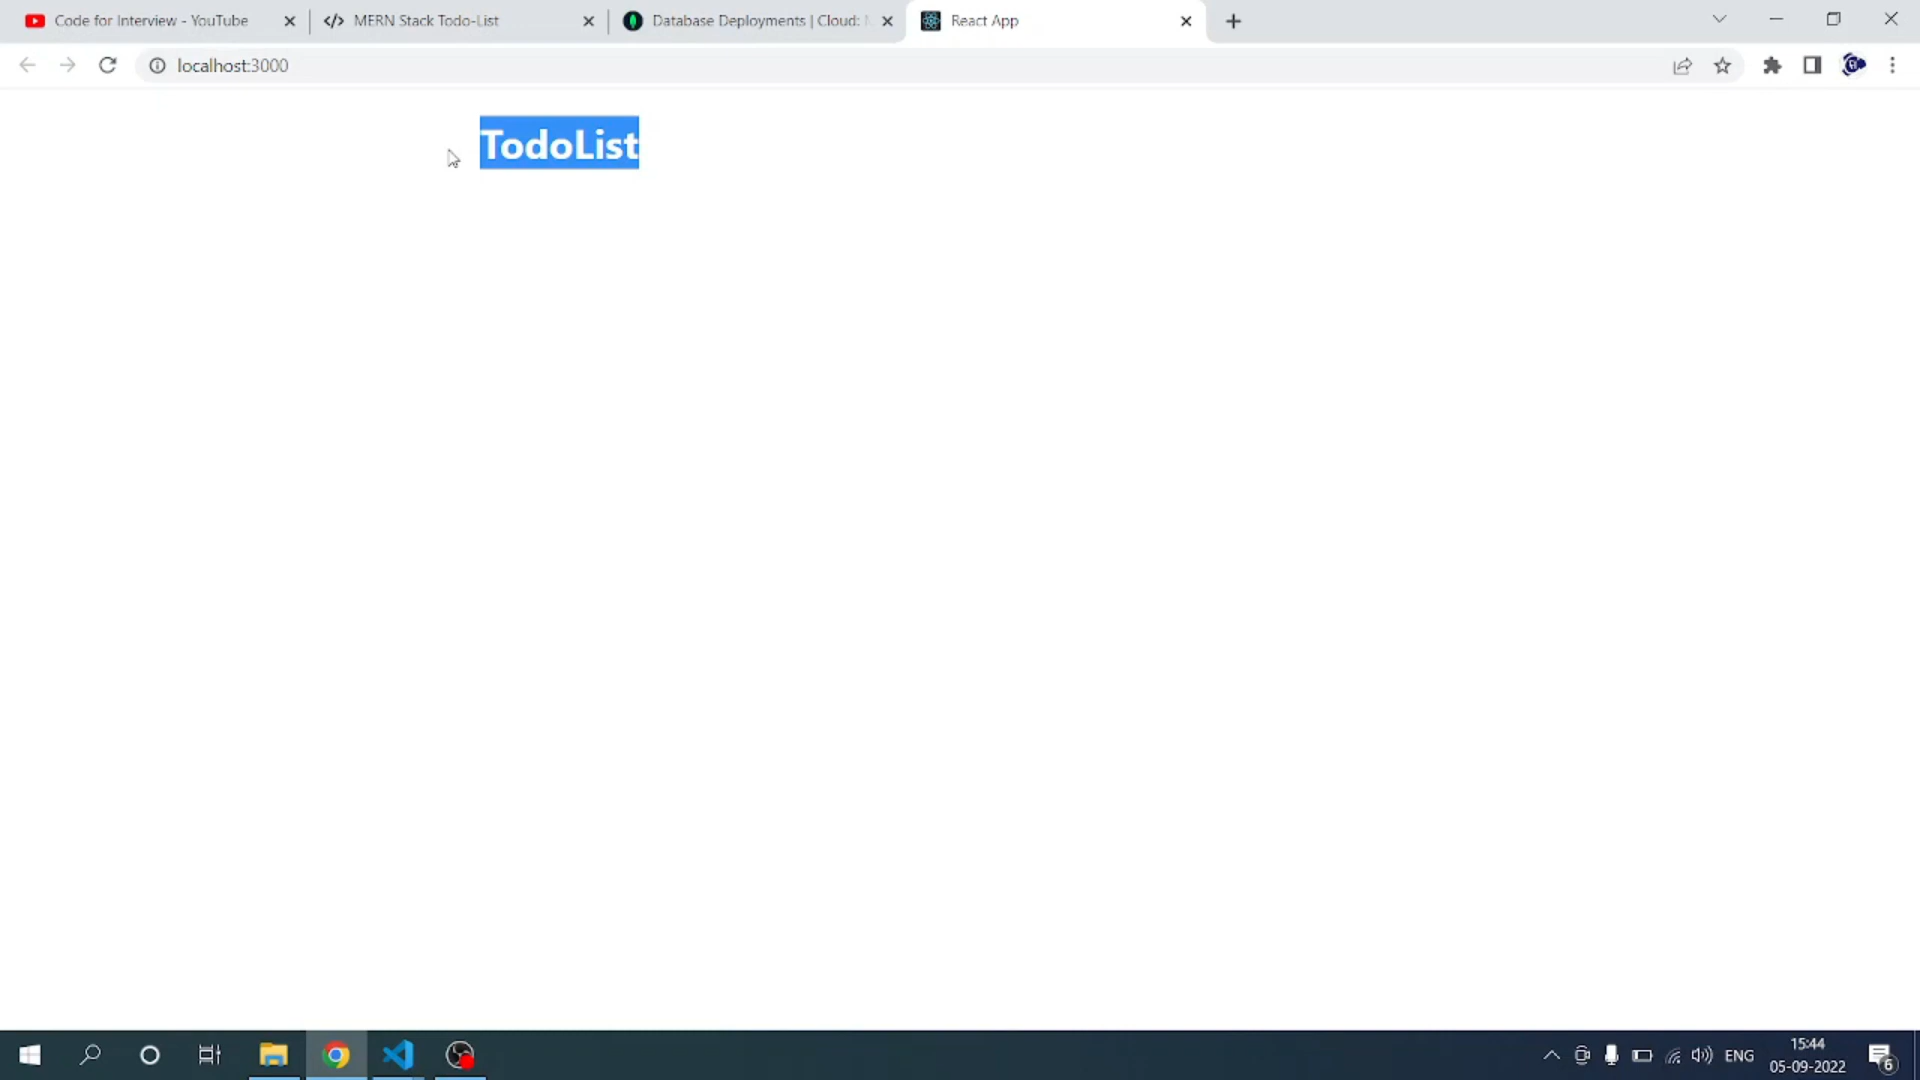 Code for Interview - YouTube
MERN Stack Todo-List
Database Deployments | Cloud:
React App
localhost:3000
TodoList
ENG
15:44
05-09-2022
6